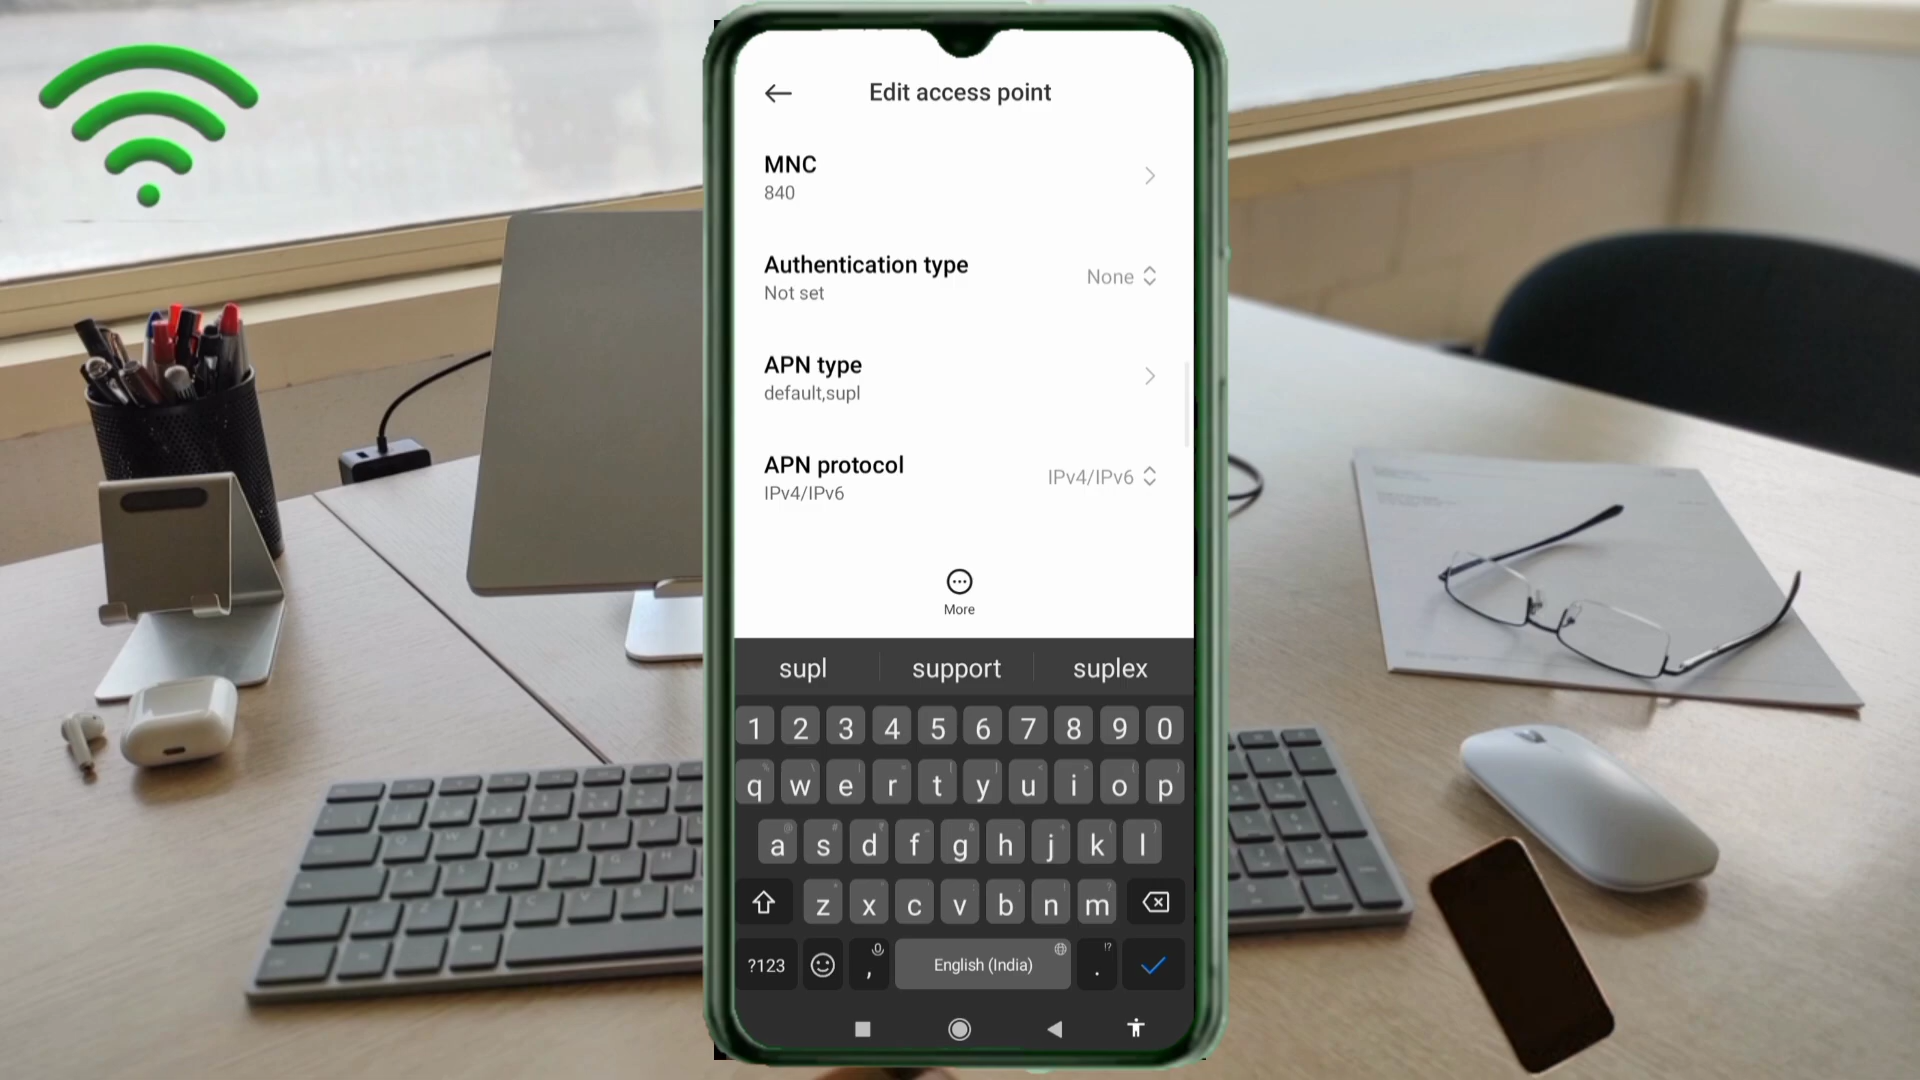 Edit access point
MNC
840
Authentication type
Not set
None
APN type
default,supl
APN protocol
IPv4/IPv6
IPv4/IPv6
More
supl support suplex
1 2 3 4 5 6 7 8 9 0
q w e r t y u i o p
a s d f g h j k l
z x c v b n m
?123 , English (India) . !?